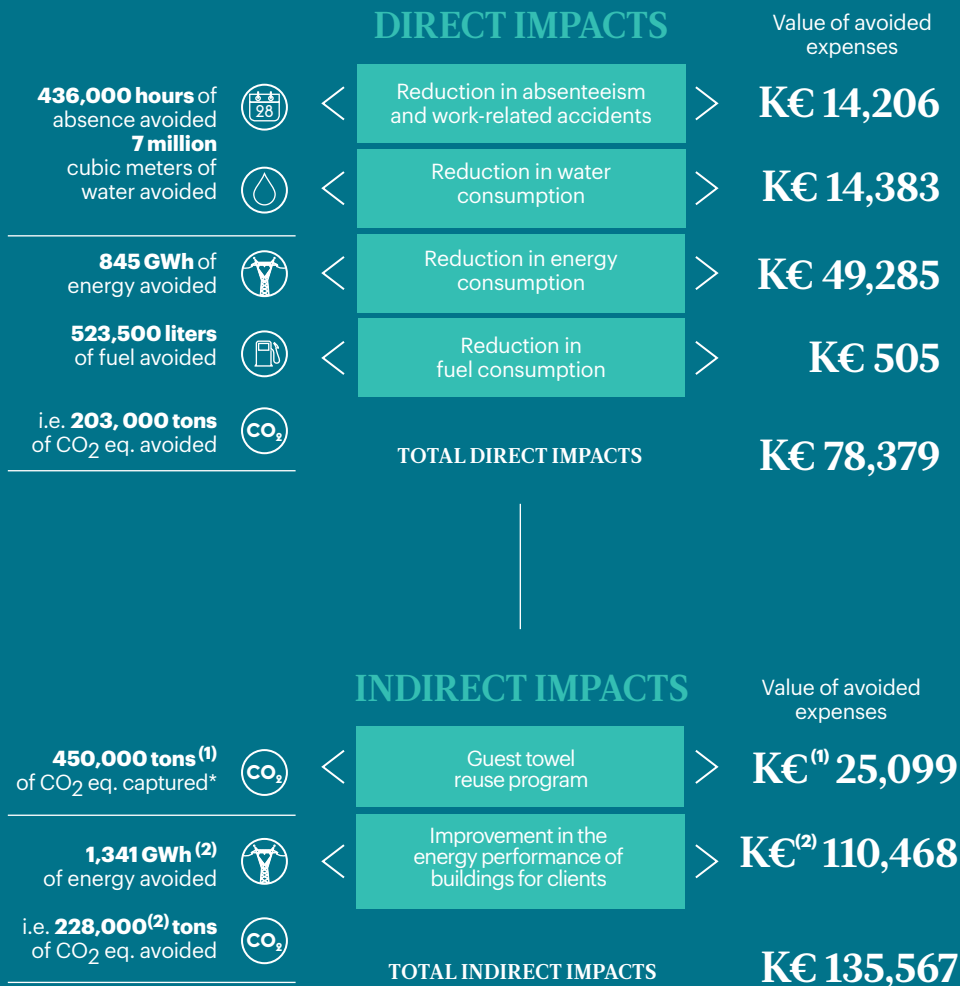 DIRECT IMPACTS
Value of avoided
expenses
436,000 hours of
absence avoided
28
Reduction in absenteeism
and work-related accidents
K€ 14,206
7 million
cubic meters of
water avoided
Reduction in water
consumption
K€ 14,383
845 GWh of
energy avoided
Reduction in energy
consumption
K€ 49,285
523,500 liters
of fuel avoided
Reduction in
fuel consumption
K€ 505
i.e. 203, 000 tons
of CO2 eq. avoided
CO2
TOTAL DIRECT IMPACTS
K€ 78,379
INDIRECT IMPACTS
Value of avoided
expenses
450,000 tons (1)
of CO2 eq. captured*
CO2
Guest towel
reuse program
K€(1) 25,099
1,341 GWh (2)
of energy avoided
Improvement in the
energy performance of
buildings for clients
K€(2) 110,468
i.e. 228,000(2) tons
of CO2 eq. avoided
CO2
TOTAL INDIRECT IMPACTS
K€ 135,567